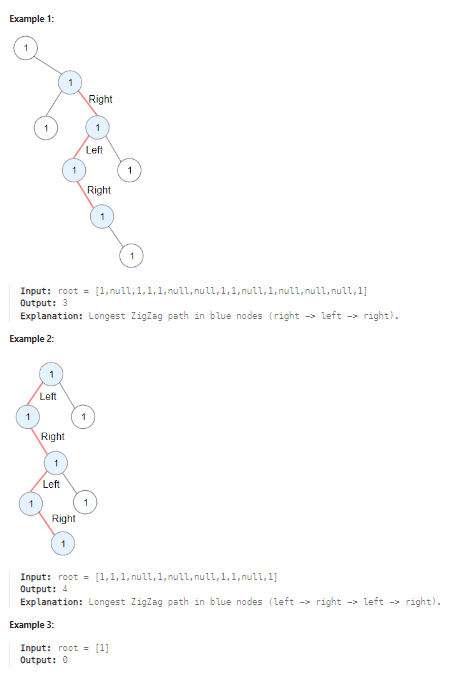 Example 1:
1
1
Right
1
1
Left
1
1
Right
1
1
Input: root = [1,null,1,1,1,null,null,1,1,null,1,null,null,null,1]
Output: 3
Explanation: Longest ZigZag path in blue nodes (right -> left -> right).
Example 2:
1
Left
1
1
Right
1
Left
1
1
Right
1
Input: root = [1,1,1,null,1,null,null,1,1,null,1]
Output: 4
Explanation: Longest ZigZag path in blue nodes (left -> right -> left -> right).
Example 3:
Input: root = [1]
Output: 0